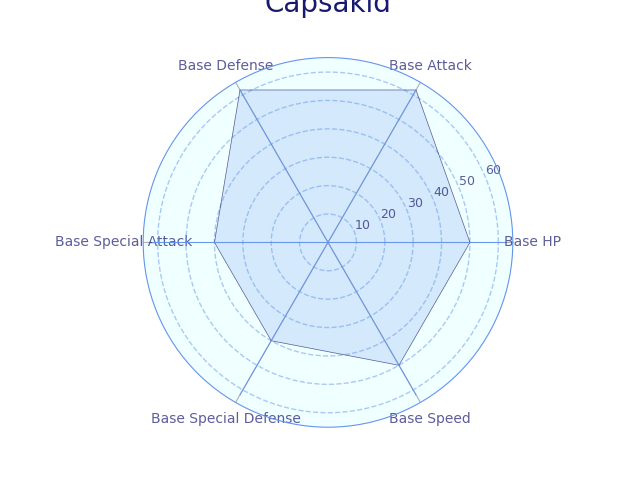 Capsakid
Base Defense
Base Attack
60
50
40
30
20
10
Base Special Attack
Base HP
Base Special Defense
Base Speed